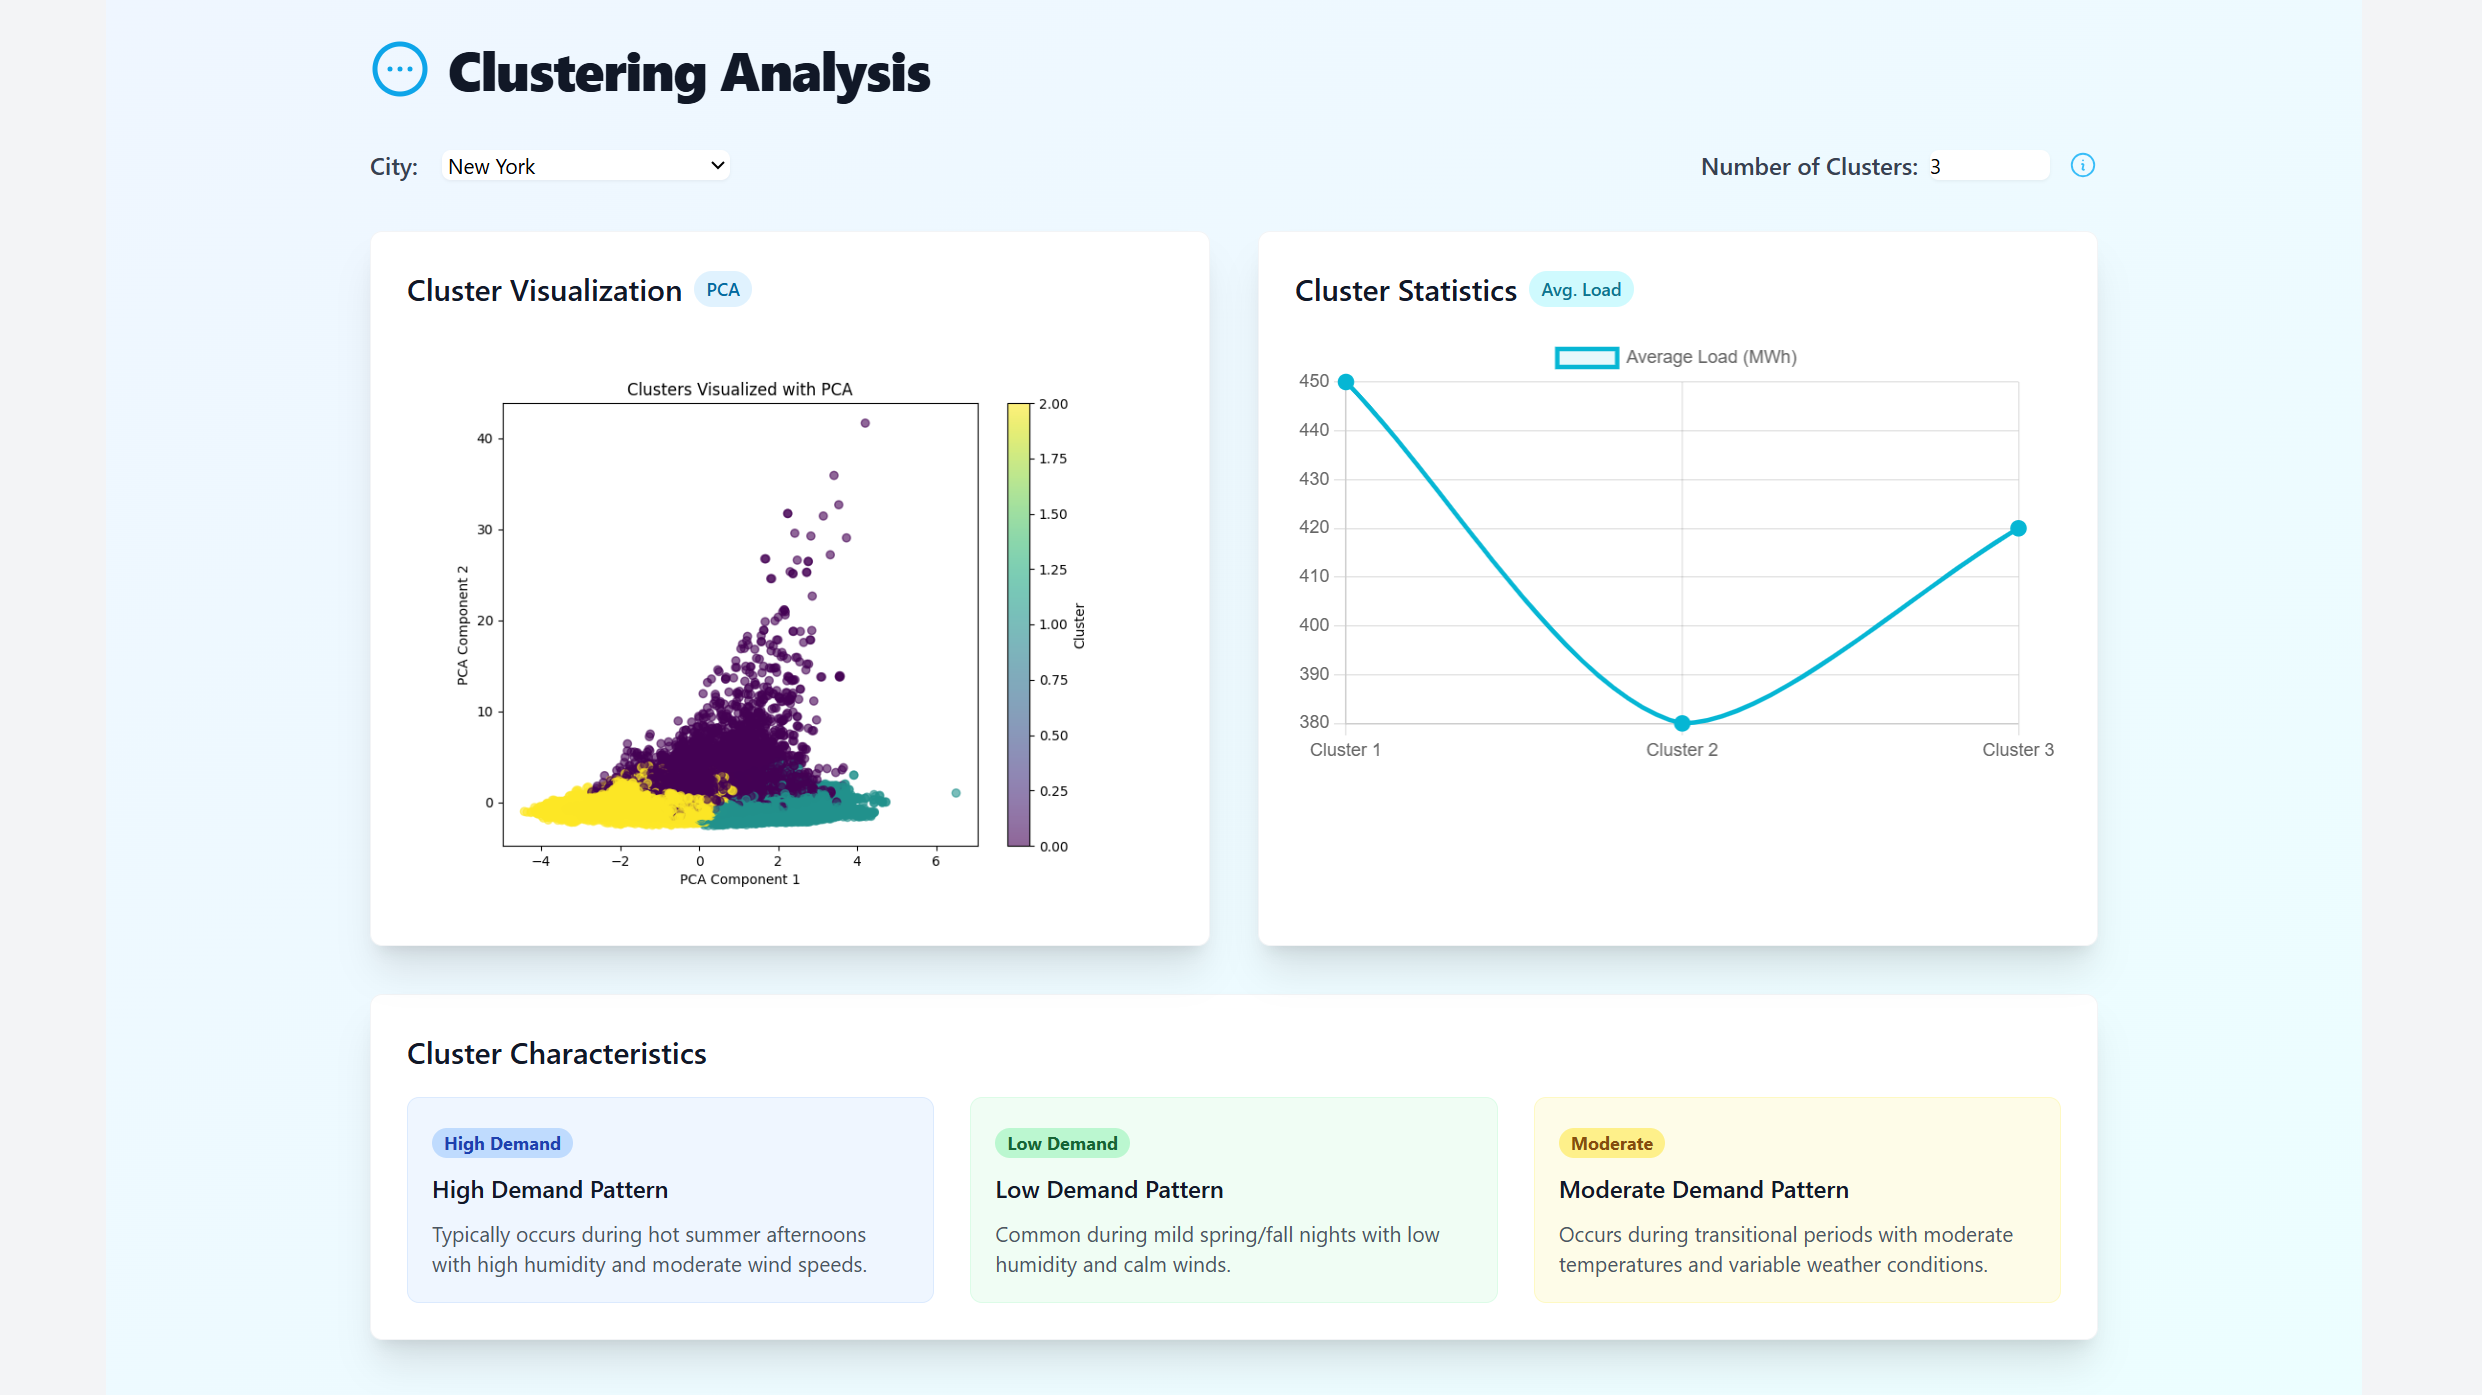 Clustering Analysis
City: New York
Number of Clusters: 3
Cluster Visualization PCA
Clusters Visualized with PCA
40
30
20
10
0
PCA Component 2
−4 −2 0 2 4 6
PCA Component 1
2.00
1.75
1.50
1.25
1.00
0.75
0.50
0.25
0.00
Cluster
Cluster Statistics Avg. Load
Average Load (MWh)
450
440
430
420
410
400
390
380
Cluster 1 Cluster 2 Cluster 3
Cluster Characteristics
High Demand
High Demand Pattern
Typically occurs during hot summer afternoons
with high humidity and moderate wind speeds.
Low Demand
Low Demand Pattern
Common during mild spring/fall nights with low
humidity and calm winds.
Moderate
Moderate Demand Pattern
Occurs during transitional periods with moderate
temperatures and variable weather conditions.